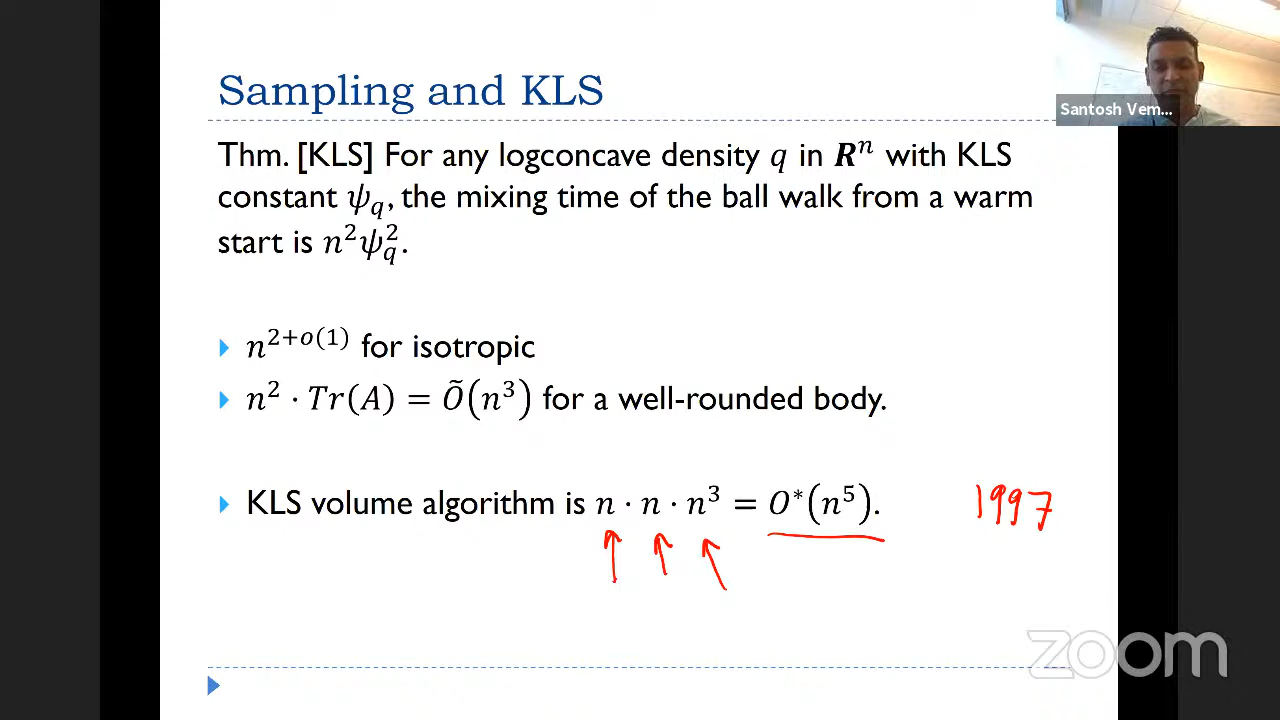 Sampling and KLS
Santosh Vem...
Thm. [KLS] For any logconcave density q in Rⁿ with KLS
constant ψ_q, the mixing time of the ball walk from a warm
start is n²ψ_q².
n^{2+o(1)} for isotropic
n² · Tr(A) = Õ(n³) for a well-rounded body.
KLS volume algorithm is n · n · n³ = O*(n⁵). 1997
zoom